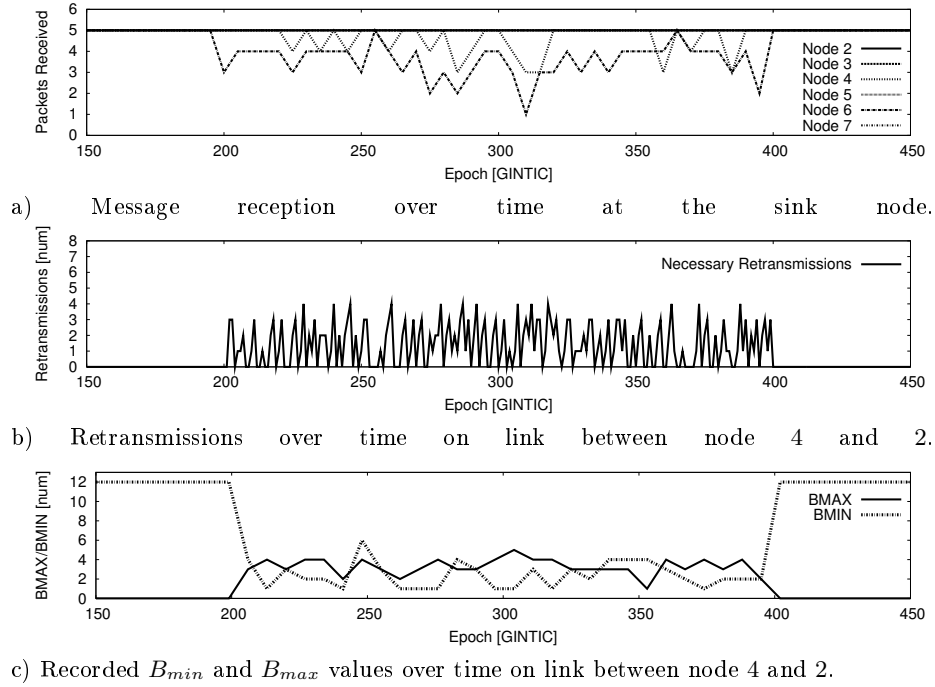 6
5
4
3
2
1
0
Packets Received
150 200 250 300 350 400 450
Epoch [GINTIC]
Node 2
Node 3
Node 4
Node 5
Node 6
Node 7
a) Message reception over time at the sink node.
8
7
6
5
4
3
2
1
0
Retransmissions [num]
150 200 250 300 350 400 450
Epoch [GINTIC]
Necessary Retransmissions
b) Retransmissions over time on link between node 4 and 2.
12
10
8
6
4
2
0
BMAX/BMIN [num]
150 200 250 300 350 400 450
Epoch [GINTIC]
BMAX
BMIN
c) Recorded Bmin and Bmax values over time on link between node 4 and 2.